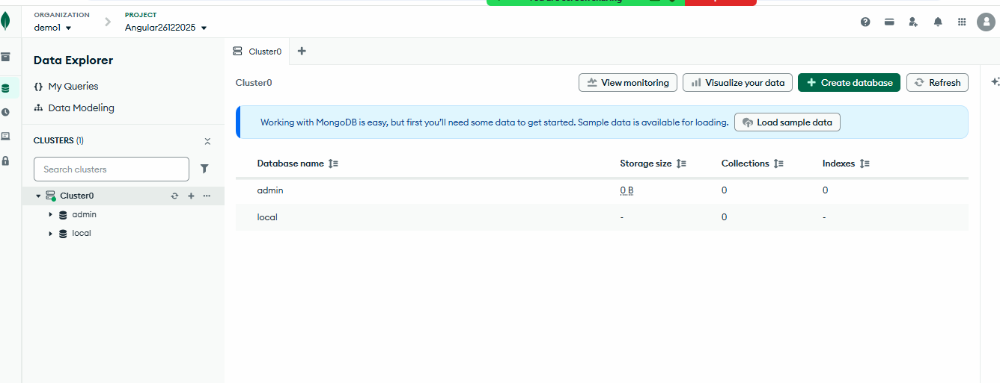 ORGANIZATION
demo1
PROJECT
Angular26122025
Data Explorer
My Queries
Data Modeling
CLUSTERS (1)
Search clusters
Cluster0
admin
local
Cluster0
Cluster0
View monitoring
Visualize your data
Create database
Refresh
Working with MongoDB is easy, but first you'll need some data to get started. Sample data is available for loading.
Load sample data
Database name Storage size Collections Indexes
admin 0 B 0 0
local - 0 -